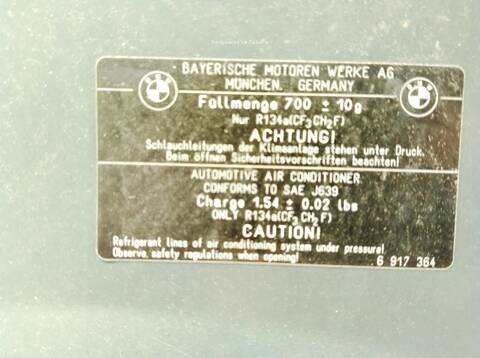 BAYERISCHE MOTOREN WERKE AG
MÜNCHEN, GERMANY
BMW BMW
Füllmenge 700 ± 10g
Nur R134a(CF3CH2F)
ACHTUNG!
Schlauchleitungen der Klimaanlage stehen unter Druck.
Beim öffnen Sicherheitsvorschriften beachten!
AUTOMOTIVE AIR CONDITIONER
CONFORMS TO SAE J639
Charge 1.54 ± 0.02 lbs
ONLY R134a(CF3CH2F)
CAUTION!
Refrigerant lines of air conditioning system under pressure!
Observe safety regulations when opening!
6 917 364